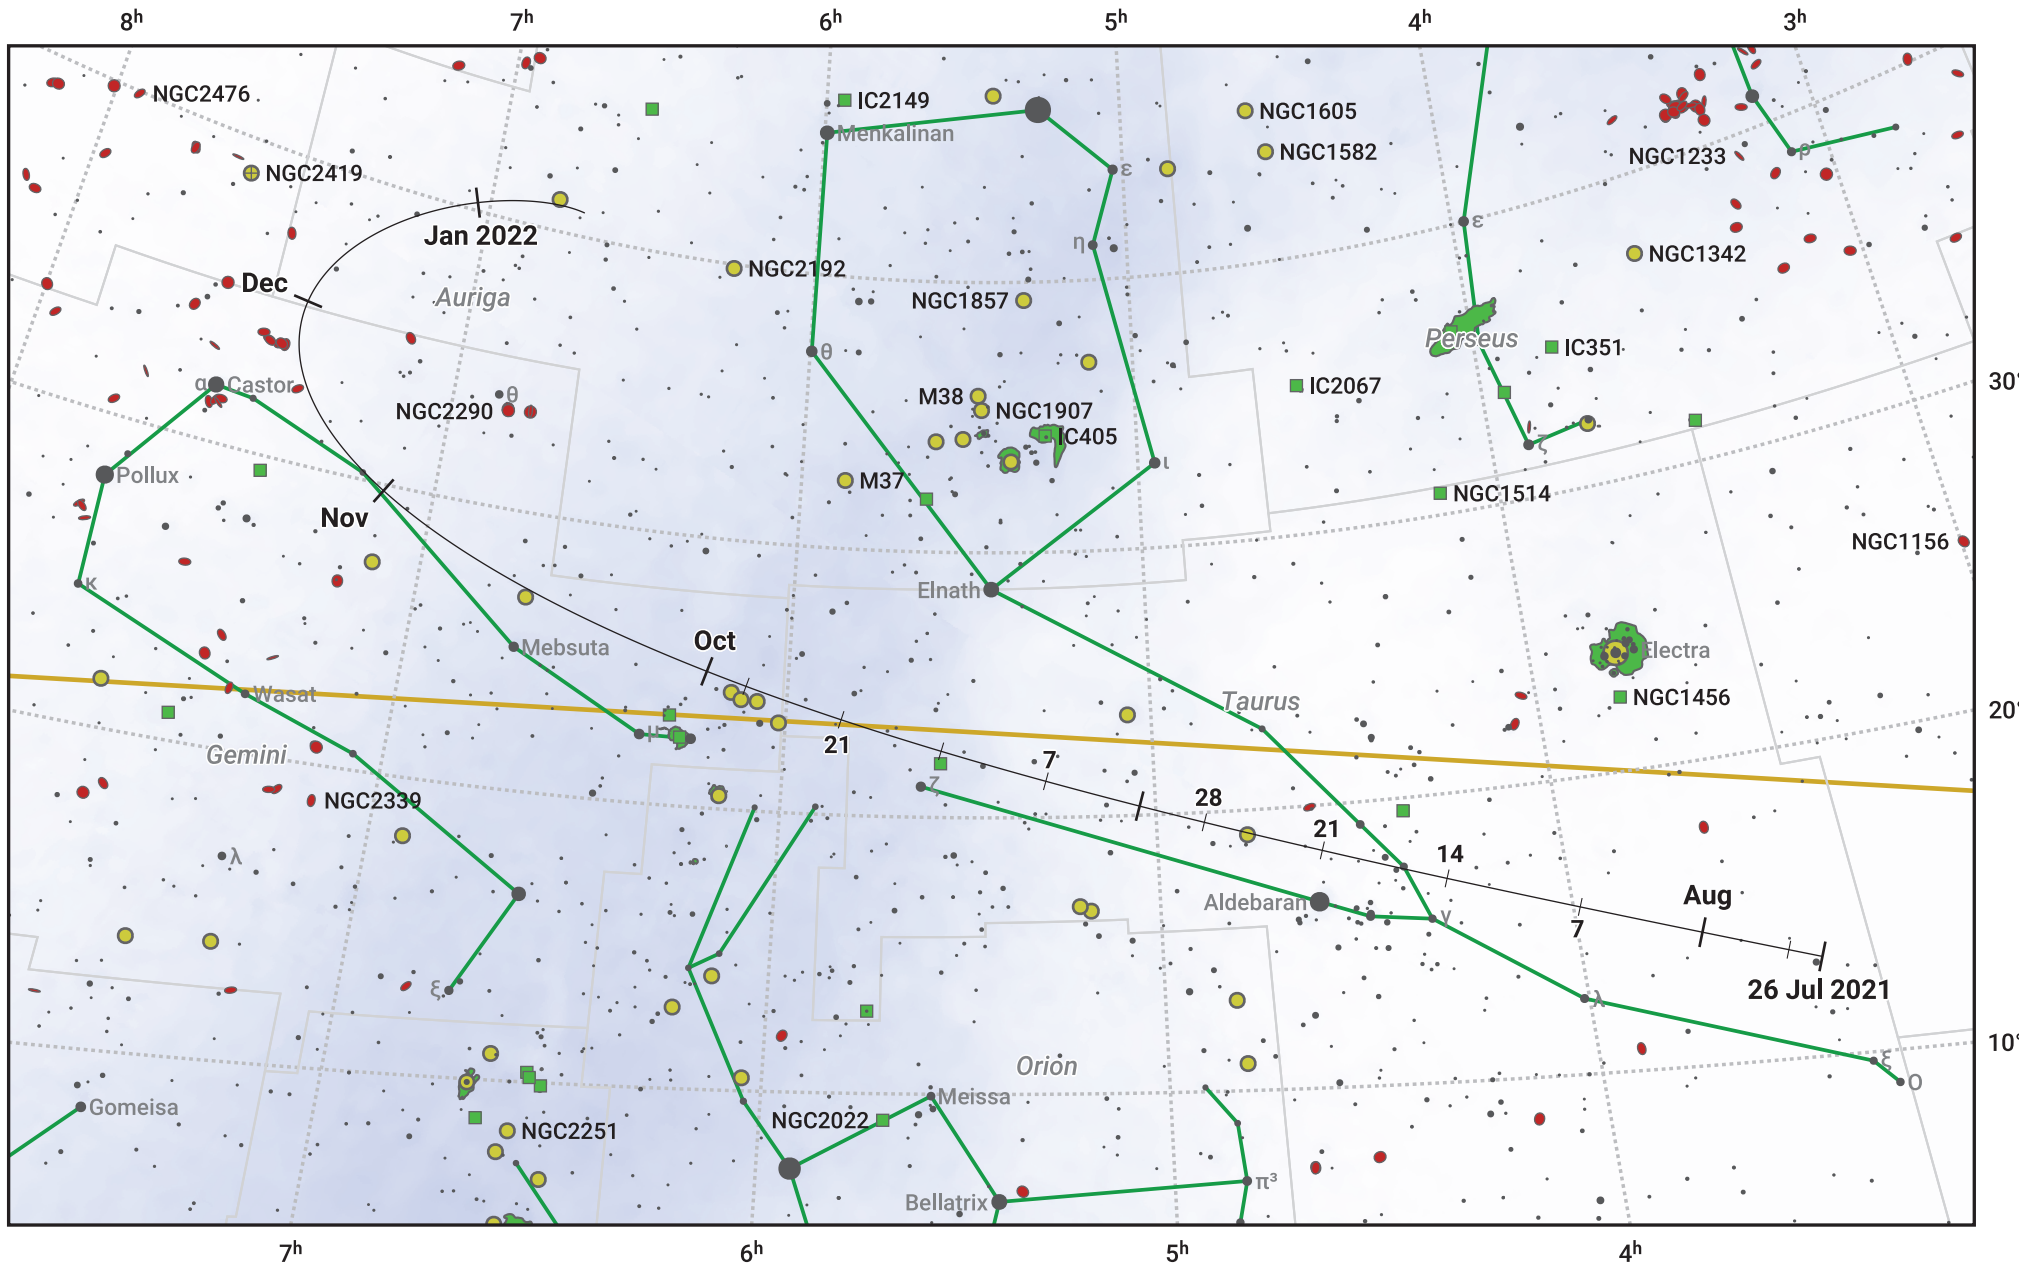 8ʰ 7ʰ 6ʰ 5ʰ 4ʰ 3ʰ
NGC2476
IC2149
NGC1605
Menkalinan
NGC1582
ρ
NGC1233
NGC2419
ε
ε
Jan 2022
η
NGC1342
NGC2192
Dec
Auriga
NGC1857
Perseus
IC351
θ
α Castor
30°
IC2067
θ
M38
NGC2290
NGC1907
IC405
ζ
ι
Pollux
M37
NGC1514
Nov
NGC1156
κ
Elnath
Oct
Mebsuta
Electra
Wasat
NGC1456
Taurus
20°
μ
21
Gemini
7
ζ
28
NGC2339
21
14
λ
Aug
Aldebaran
γ
7
ξ
26 Jul 2021
λ
10°
Orion
ξ
ο
Meissa
Gomeisa
NGC2022
NGC2251
π³
Bellatrix
7ʰ 6ʰ 5ʰ 4ʰ